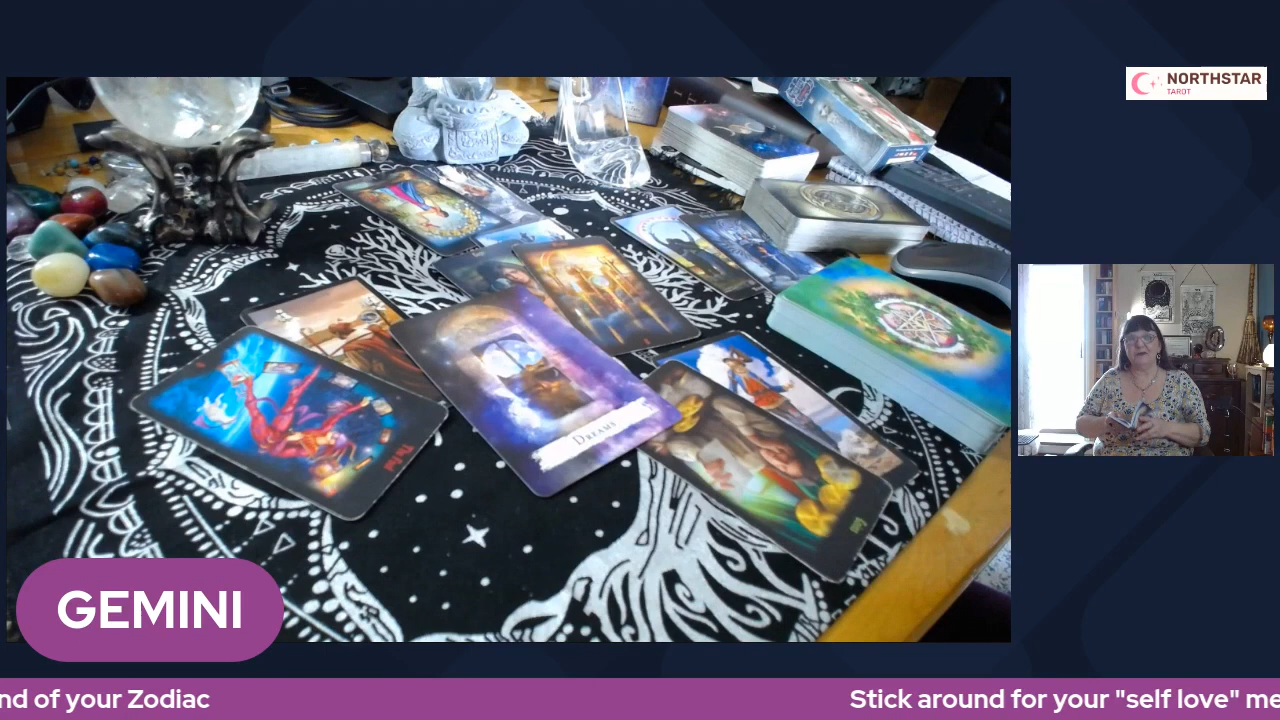 NORTHSTAR
TAROT
DREAMS
GEMINI
nd of your Zodiac
Stick around for your "self love" me